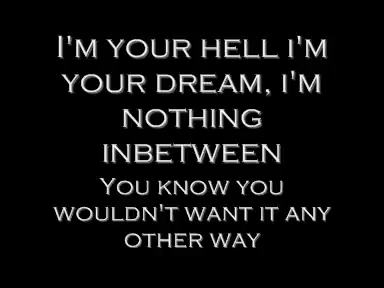 I'm your hell i'm
your dream, i'm
nothing
inbetween
You know you
wouldn't want it any
other way